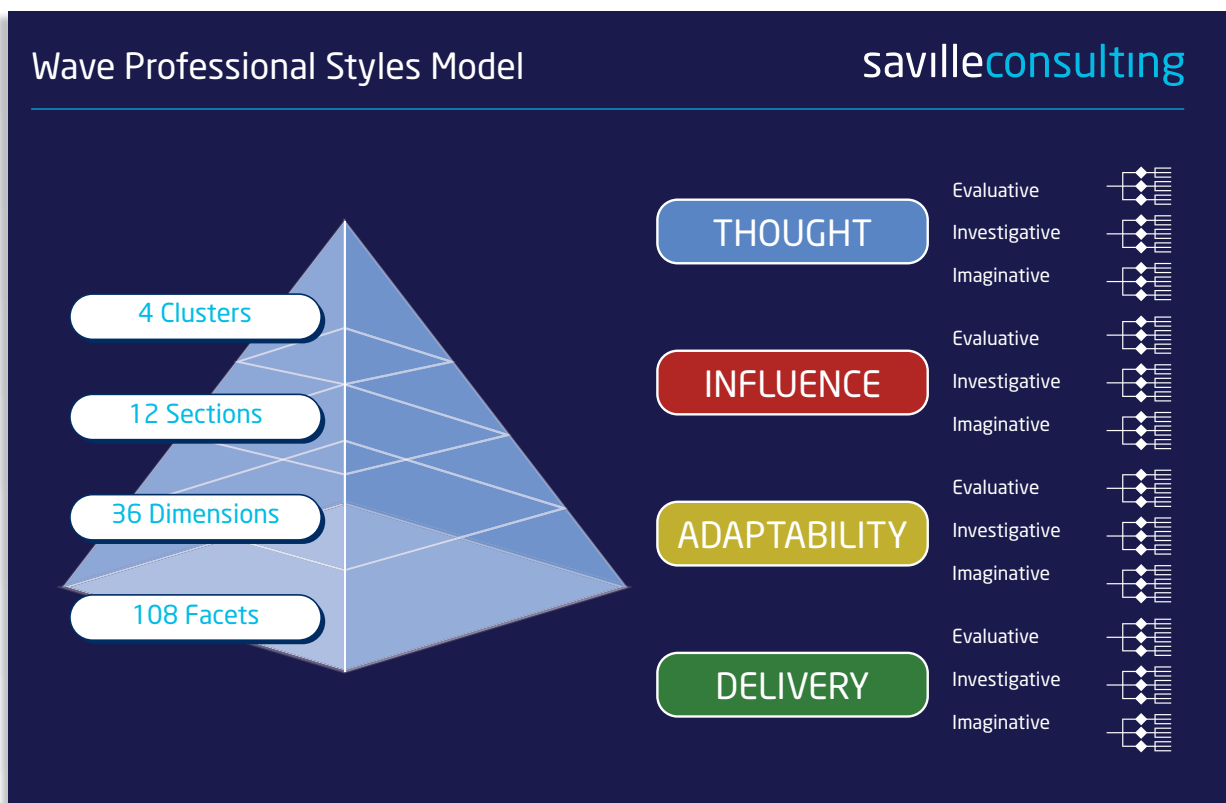 Wave Professional Styles Model
savilleconsulting
4 Clusters
12 Sections
36 Dimensions
108 Facets
THOUGHT
Evaluative
Investigative
Imaginative
INFLUENCE
Evaluative
Investigative
Imaginative
ADAPTABILITY
Evaluative
Investigative
Imaginative
DELIVERY
Evaluative
Investigative
Imaginative